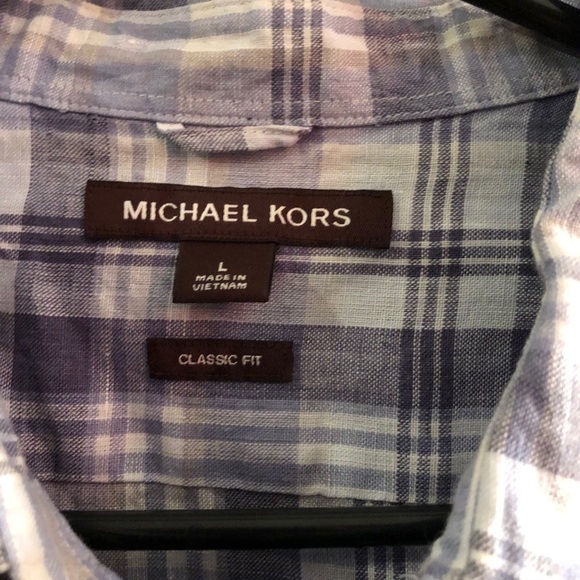 MICHAEL KORS
L
MADE IN
VIETNAM
CLASSIC FIT